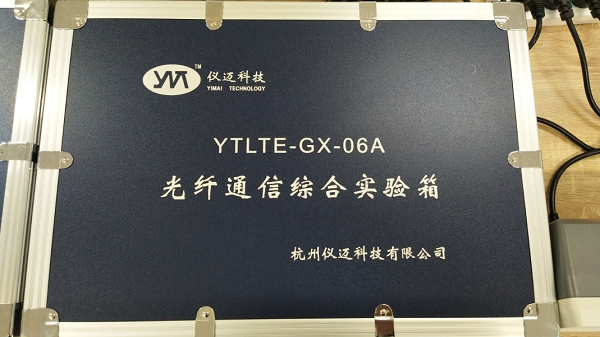 YMT™ 仪迈科技
YIMAI TECHNOLOGY
YTLTE-GX-06A
光纤通信综合实验箱
杭州仪迈科技有限公司